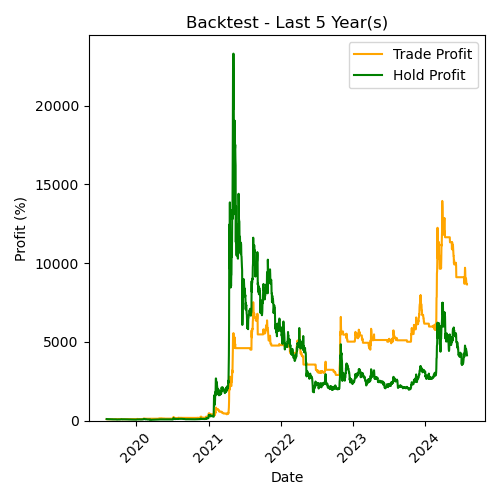 Backtest - Last 5 Year(s)
Trade Profit
Hold Profit
Profit (%)
20000
15000
10000
5000
0
2020
2021
2022
2023
2024
Date